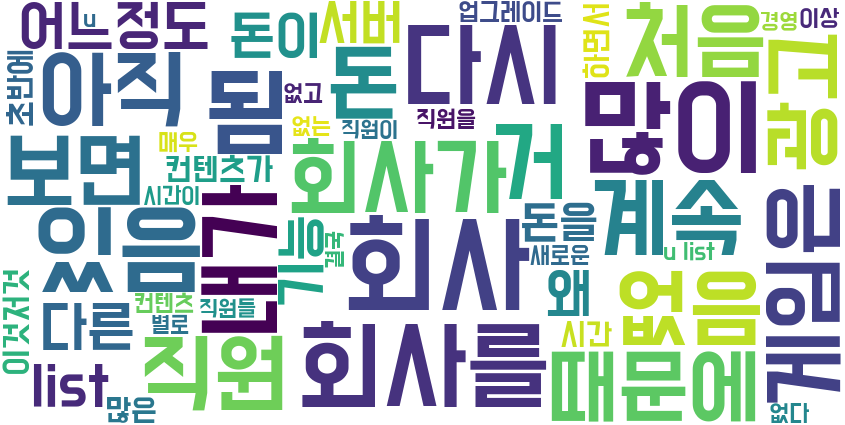 어느정도
돈이
서버
업그레이드
하면서
처음
경영
이상
광고
초반에
아직
됨
없고
돈
다시
직원을
많이
매우
없는
직원이
거
보면
컨텐츠가
회사가
시간이
내가
계속
게임은
있음
기능
결국
회사
돈을
새로운
u list
이것저것
다른
컨텐츠
직원들
별로
왜
없음
list
직원
많은
회사를
시간
때문에
없다